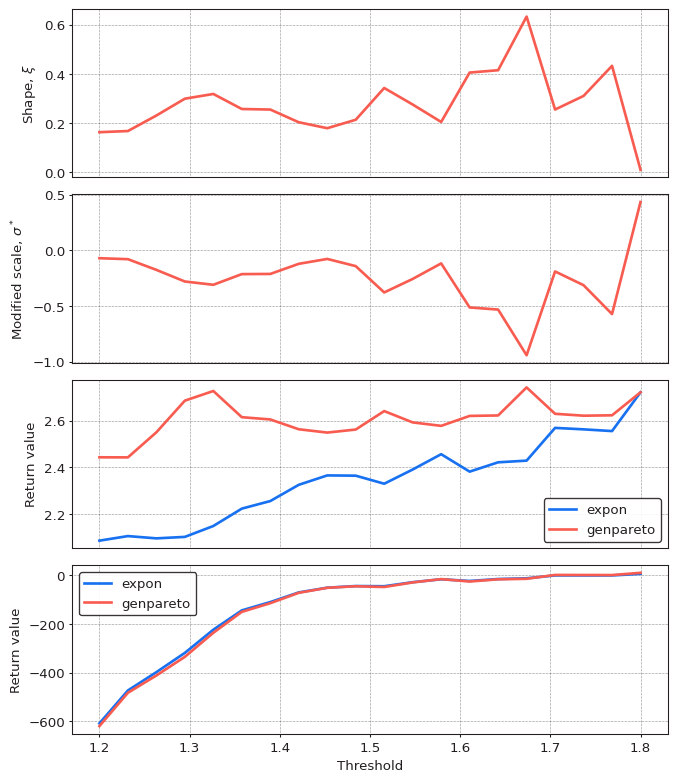 0.6
0.4
0.2
0.0
Shape, ξ
0.5
0.0
−0.5
−1.0
Modified scale, σ*
2.6
2.4
2.2
Return value
expon
genpareto
0
−200
−400
−600
Return value
expon
genpareto
1.2 1.3 1.4 1.5 1.6 1.7 1.8
Threshold